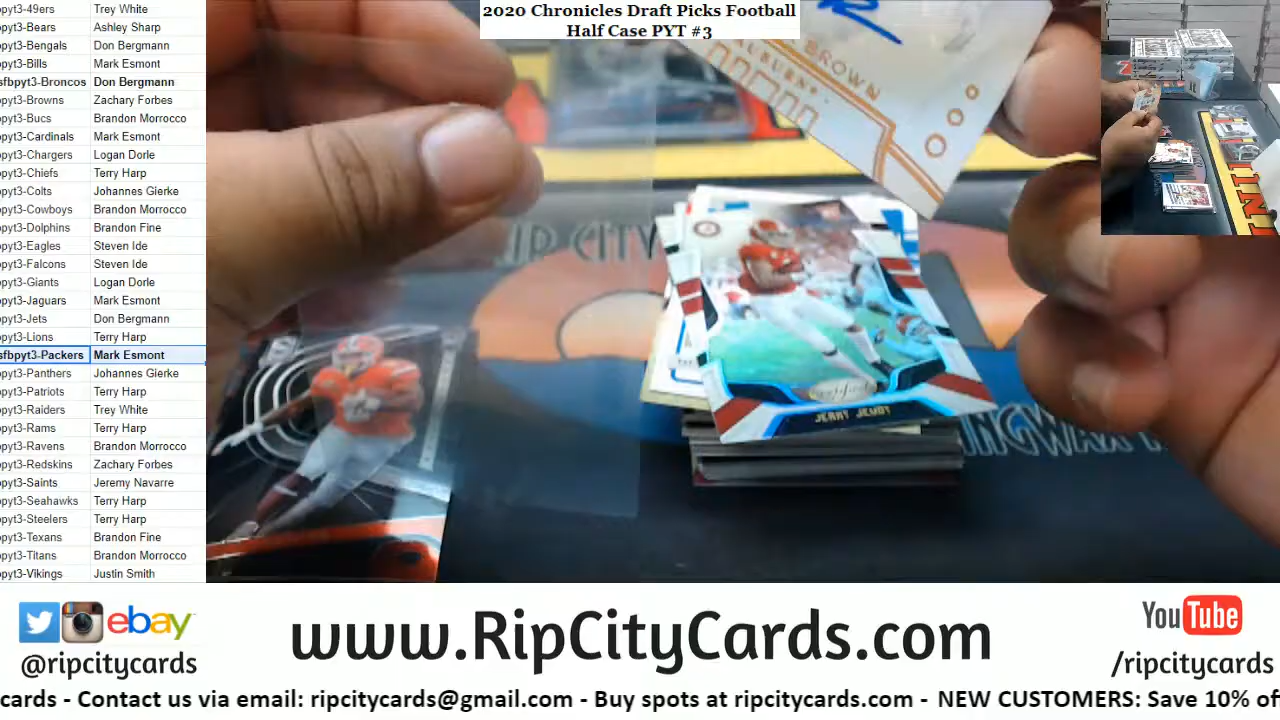 2020 Chronicles Draft Picks Football
Half Case PYT #3
pyt3-49ers Trey White
pyt3-Bears Ashley Sharp
pyt3-Bengals Don Bergmann
pyt3-Bills Mark Esmont
sfbpyt3-Broncos Don Bergmann
pyt3-Browns Zachary Forbes
pyt3-Bucs Brandon Morrocco
pyt3-Cardinals Mark Esmont
pyt3-Chargers Logan Dorle
pyt3-Chiefs Terry Harp
pyt3-Colts Johannes Gierke
pyt3-Cowboys Brandon Morrocco
pyt3-Dolphins Brandon Fine
pyt3-Eagles Steven Ide
pyt3-Falcons Steven Ide
pyt3-Giants Logan Dorle
pyt3-Jaguars Mark Esmont
pyt3-Jets Don Bergmann
pyt3-Lions Terry Harp
sfbpyt3-Packers Mark Esmont
pyt3-Panthers Johannes Gierke
pyt3-Patriots Terry Harp
pyt3-Raiders Trey White
pyt3-Rams Terry Harp
pyt3-Ravens Brandon Morrocco
pyt3-Redskins Zachary Forbes
pyt3-Saints Jeremy Navarre
pyt3-Seahawks Terry Harp
pyt3-Steelers Terry Harp
pyt3-Texans Brandon Fine
pyt3-Titans Brandon Morrocco
pyt3-Vikings Justin Smith
BROWN
AUBURN
IP CITY
JERRY JEUDY
INGWAX
ebay
@ripcitycards
www.RipCityCards.com
YouTube
/ripcitycards
cards - Contact us via email: ripcitycards@gmail.com - Buy spots at ripcitycards.com - NEW CUSTOMERS: Save 10% of